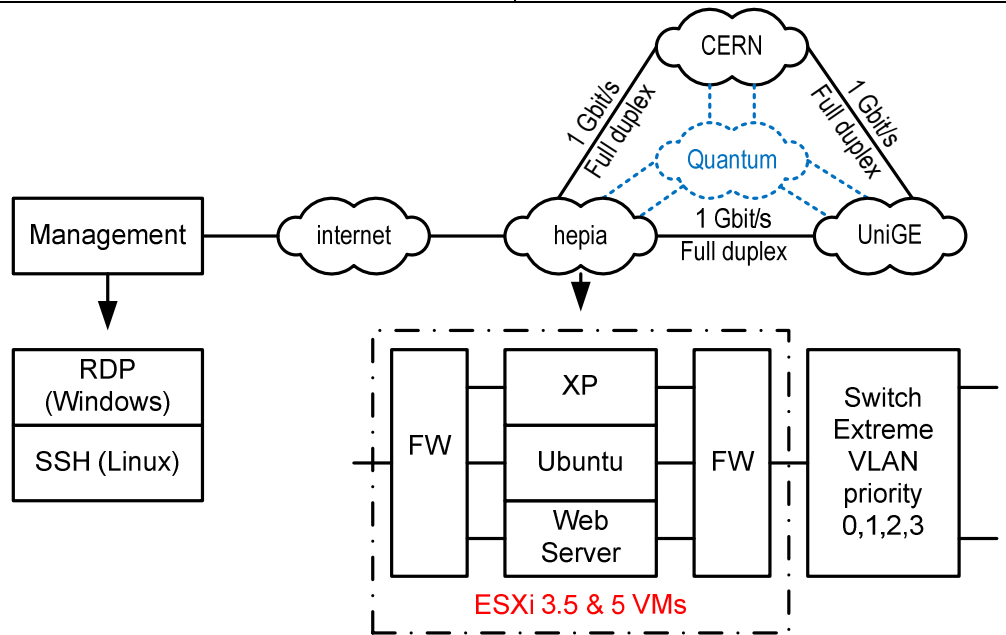 CERN
1 Gbit/s
Full duplex
1 Gbit/s
Full duplex
Quantum
Management
internet
hepia
1 Gbit/s
Full duplex
UniGE
RDP
(Windows)
SSH (Linux)
FW
XP
Ubuntu
Web
Server
FW
Switch
Extreme
VLAN
priority
0,1,2,3
ESXi 3.5 & 5 VMs